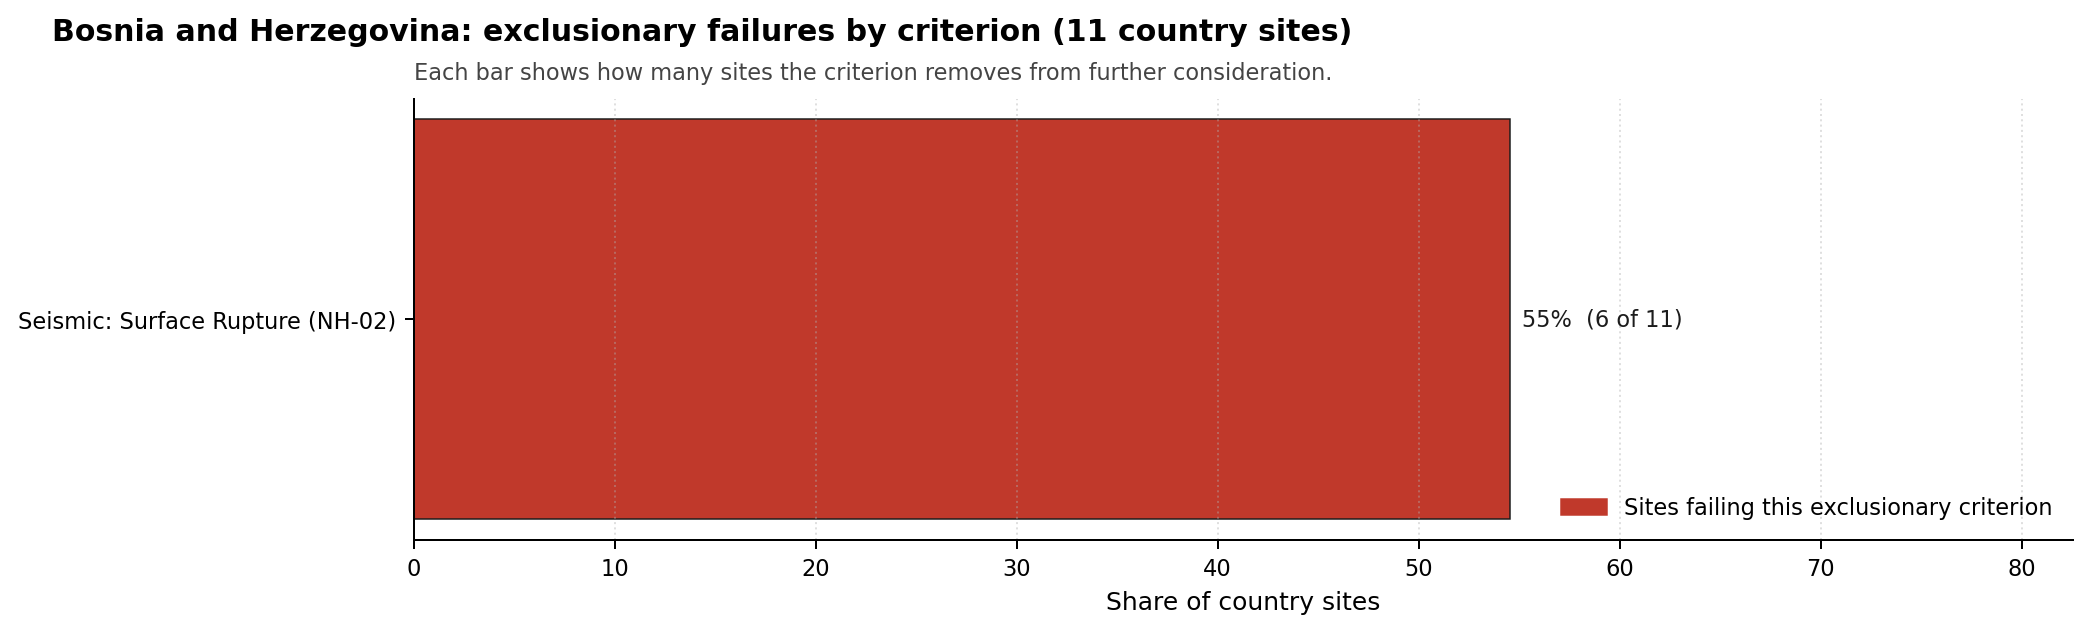 Bosnia and Herzegovina: exclusionary failures by criterion (11 country sites)
Each bar shows how many sites the criterion removes from further consideration.
Seismic: Surface Rupture (NH-02)
55% (6 of 11)
Sites failing this exclusionary criterion
0 10 20 30 40 50 60 70 80
Share of country sites